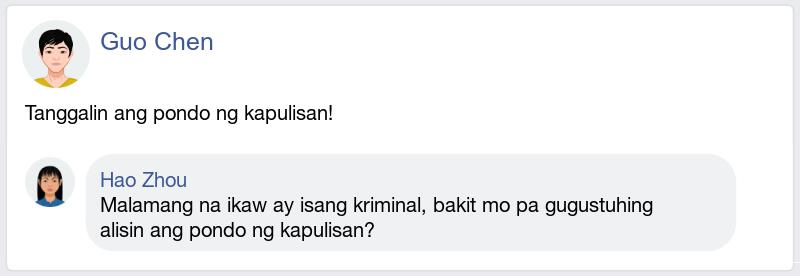 Guo Chen
Tanggalin ang pondo ng kapulisan!
Hao Zhou
Malamang na ikaw ay isang kriminal, bakit mo pa gugustuhing
alisin ang pondo ng kapulisan?